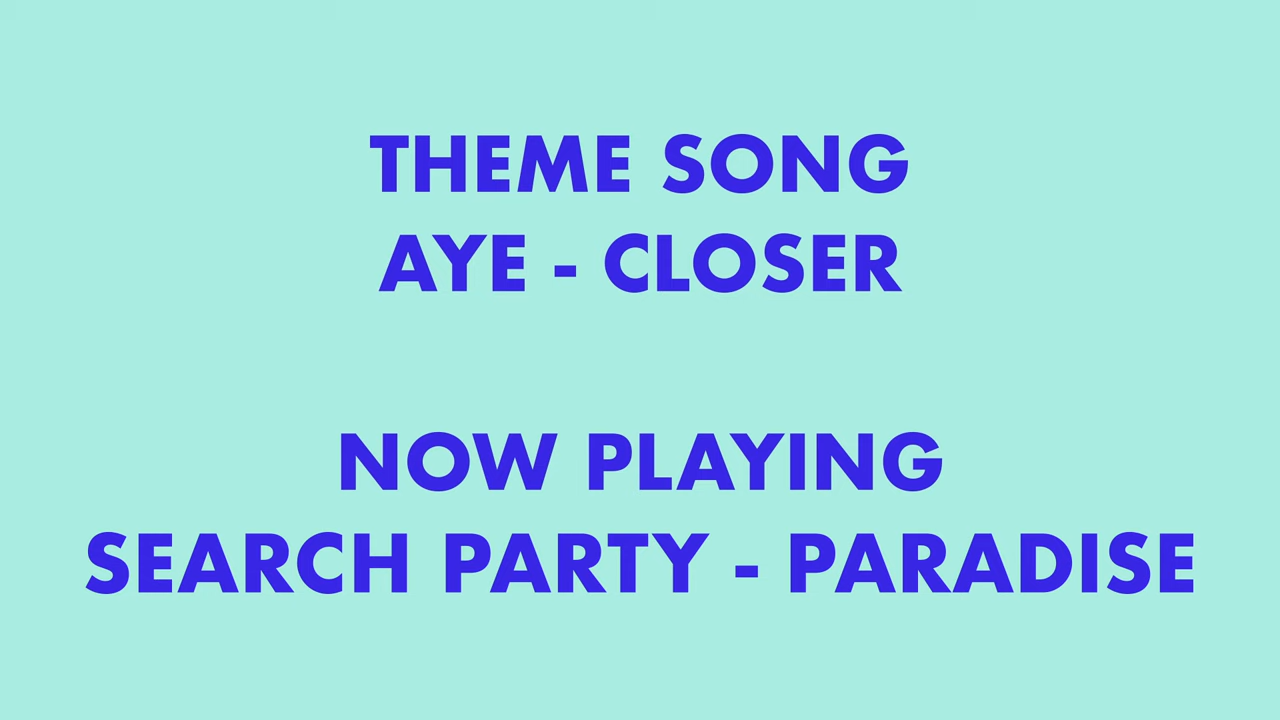 THEME SONG
AYE - CLOSER
NOW PLAYING
SEARCH PARTY - PARADISE